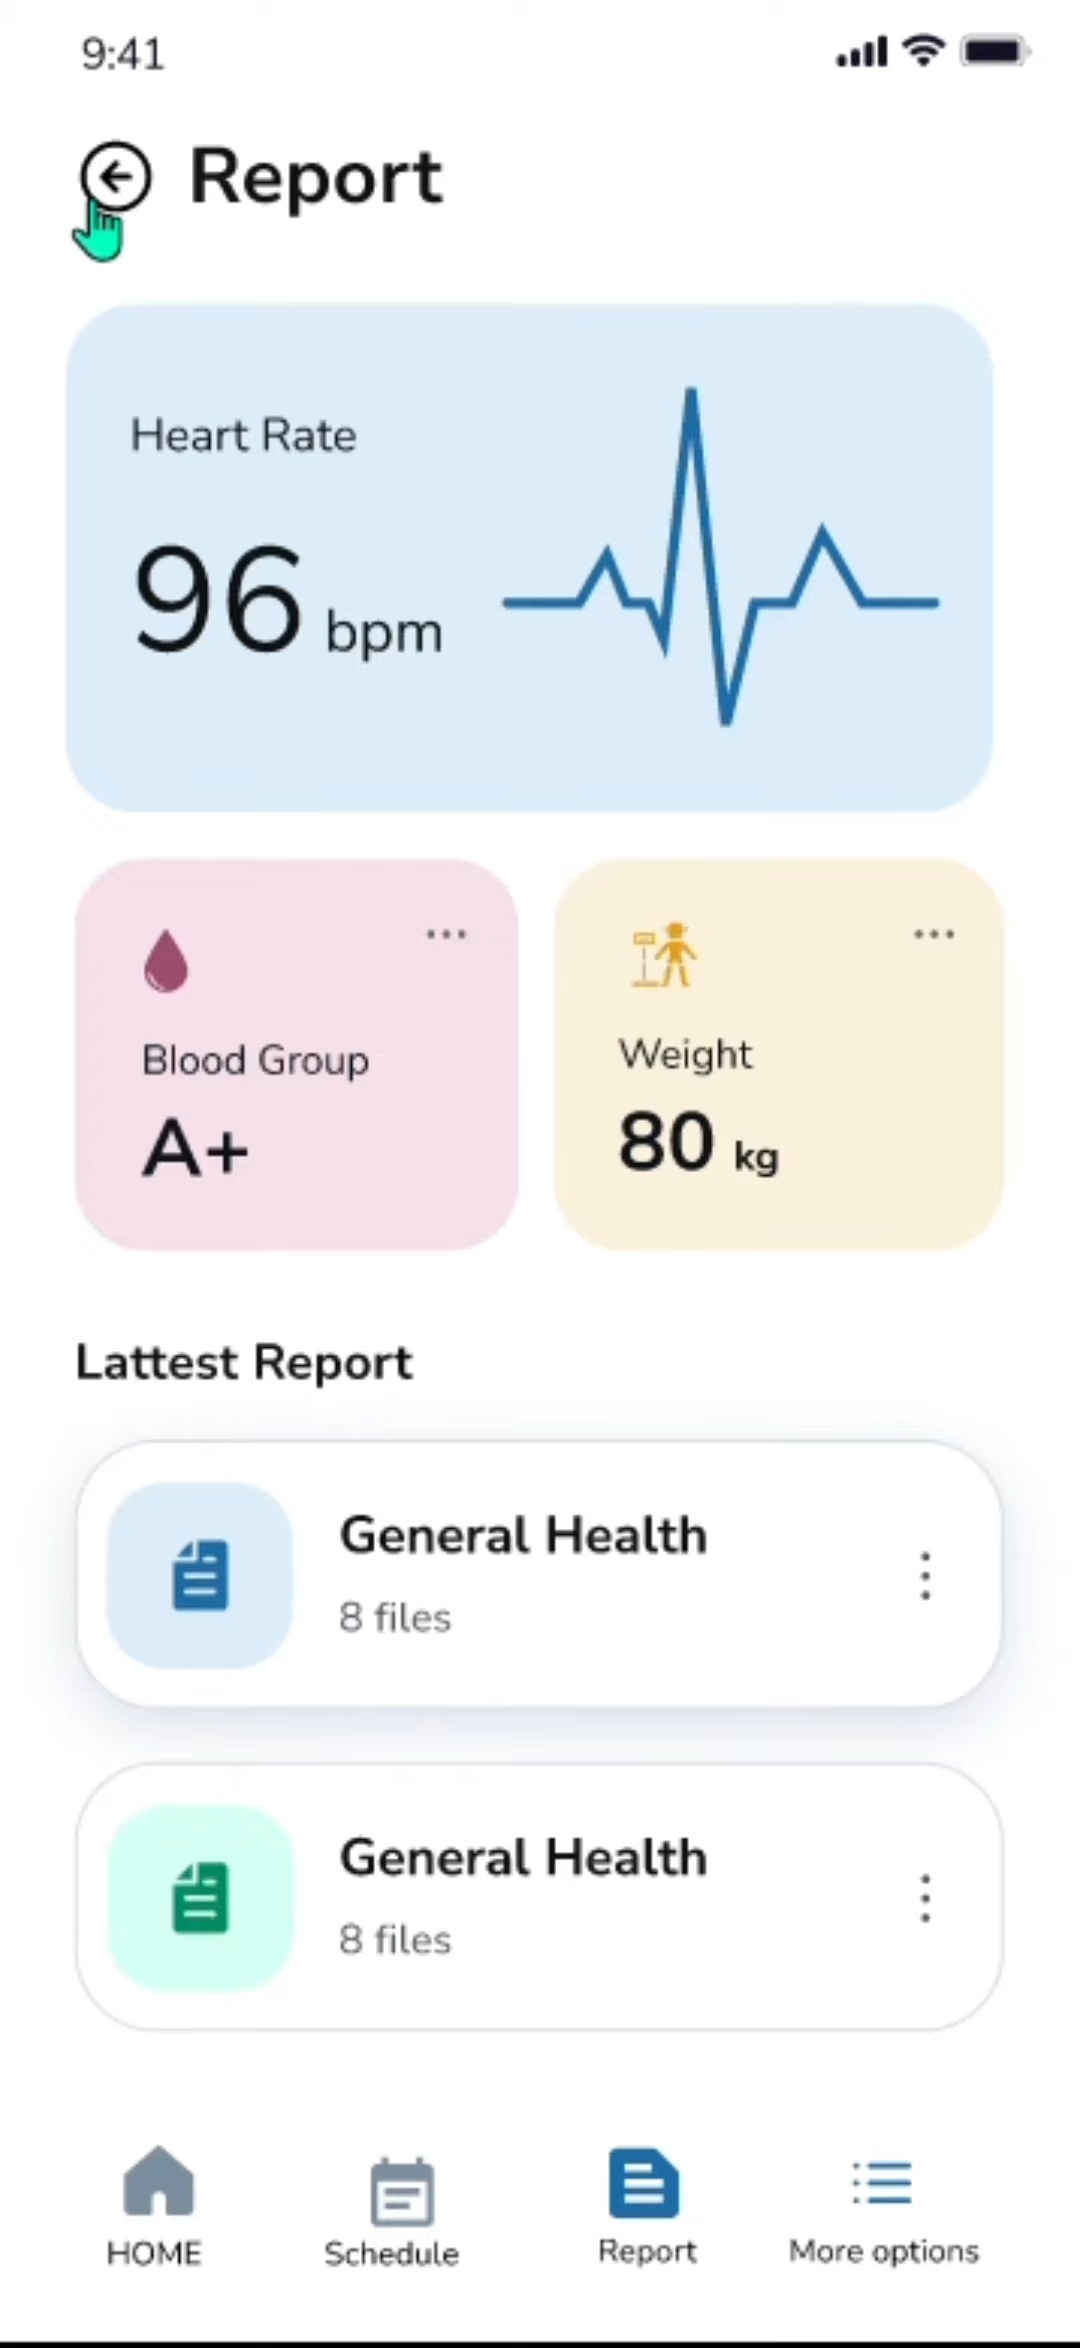 9:41
Report
Heart Rate
96 bpm
Blood Group
A+
Weight
80 kg
Lattest Report
General Health
8 files
General Health
8 files
HOME
Schedule
Report
More options